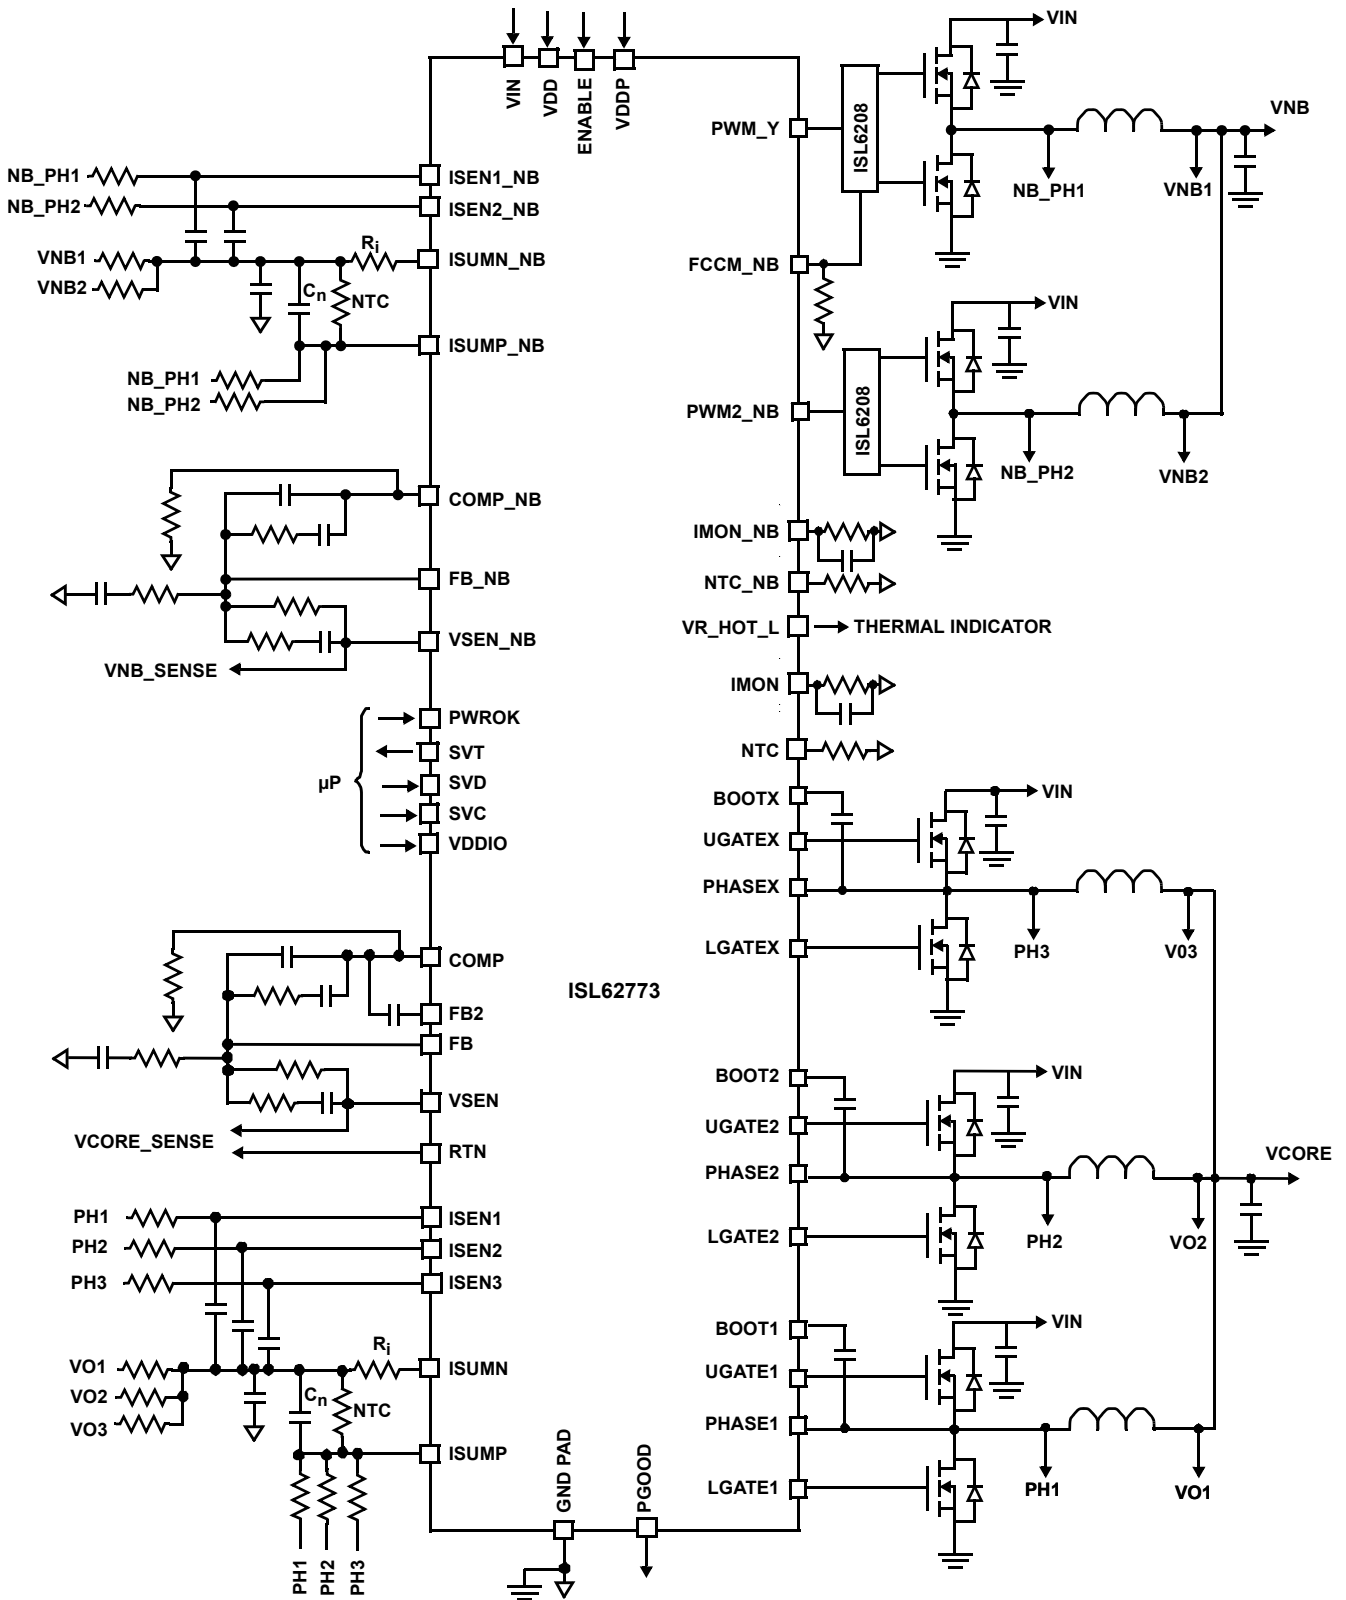 VIN
VDD
ENABLE
VDDP
VIN
PWM_Y
ISL6208
VNB
NB_PH1
VNB1
NB_PH1
ISEN1_NB
NB_PH2
ISEN2_NB
VNB1
Ri
ISUMN_NB
VNB2
Cn
NTC
ISUMP_NB
NB_PH1
NB_PH2
FCCM_NB
VIN
PWM2_NB
ISL6208
NB_PH2
VNB2
COMP_NB
FB_NB
VSEN_NB
VNB_SENSE
IMON_NB
NTC_NB
VR_HOT_L
THERMAL INDICATOR
IMON
NTC
µP
PWROK
SVT
SVD
SVC
VDDIO
BOOTX
VIN
UGATEX
PHASEX
LGATEX
PH3
V03
COMP
FB2
FB
VSEN
VCORE_SENSE
RTN
ISL62773
BOOT2
VIN
UGATE2
PHASE2
VCORE
LGATE2
PH2
VO2
PH1
ISEN1
PH2
ISEN2
PH3
ISEN3
VO1
Ri
ISUMN
VO2
Cn
NTC
VO3
ISUMP
PH1
PH2
PH3
BOOT1
VIN
UGATE1
PHASE1
LGATE1
PH1
VO1
GND PAD
PGOOD